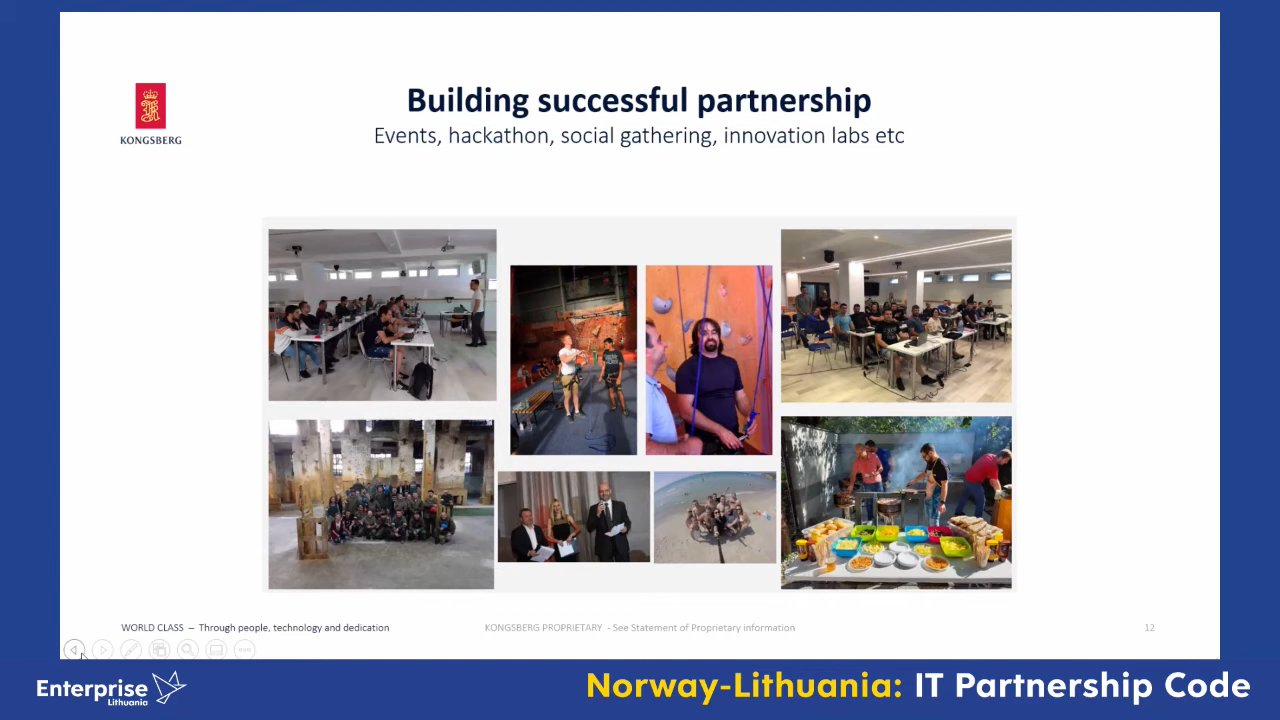 KONGSBERG
Building successful partnership
Events, hackathon, social gathering, innovation labs etc
WORLD CLASS – Through people, technology and dedication
KONGSBERG PROPRIETARY - See Statement of Proprietary information
12
Enterprise
Lithuania
Norway-Lithuania: IT Partnership Code